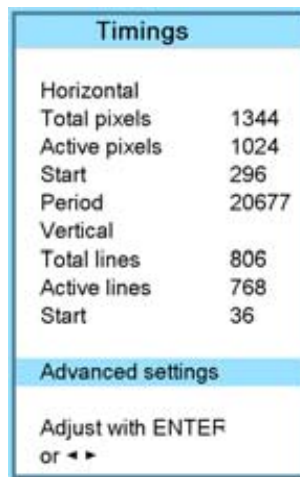 Timings
Horizontal
Total pixels 1344
Active pixels 1024
Start 296
Period 20677
Vertical
Total lines 806
Active lines 768
Start 36
Advanced settings
Adjust with ENTER
or ◄ ►